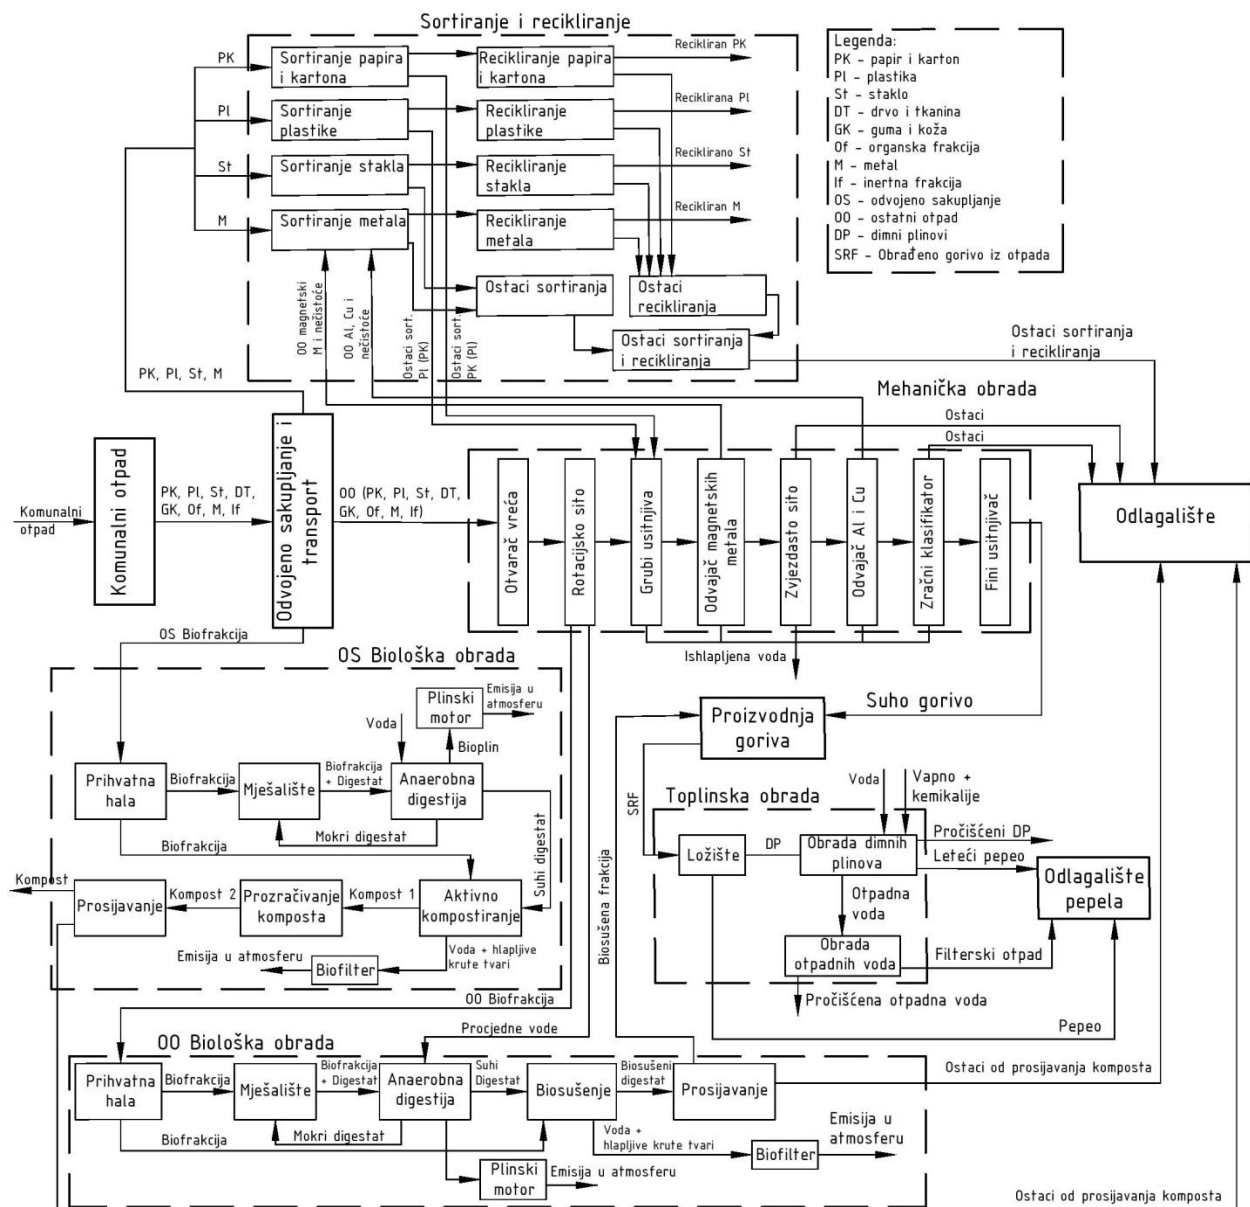 Sortiranje i recikliranje
PK
Sortiranje papira
i kartona
Recikliranje papira
i kartona
Recikliran PK
Pl
Sortiranje
plastike
Recikliranje
plastike
Reciklirana Pl
St
Sortiranje stakla
Recikliranje
stakla
Reciklirano St
M
Sortiranje metala
Recikliranje
metala
Recikliran M
Ostaci sortiranja
Ostaci
recikliranja
Ostaci sortiranja
i recikliranja
OO magnetski
M i nečistoće
OO Al, Cu i
nečistoće
Ostaci sort.
Pl (PK)
Ostaci sort.
PK (Pl)
Legenda:
PK - papir i karton
Pl - plastika
St - staklo
DT - drvo i tkanina
GK - guma i koža
Of - organska frakcija
M - metal
If - inertna frakcija
OS - odvojeno sakupljanje
OO - ostatni otpad
DP - dimni plinovi
SRF - Obrađeno gorivo iz otpada
Ostaci sortiranja
i recikliranja
PK, Pl, St, M
Mehanička obrada
Ostaci
Ostaci
Komunalni
otpad
Komunalni otpad
PK, Pl, St, DT,
GK, Of, M, If
Odvojeno sakupljanje i
transport
OO (PK, Pl, St, DT,
GK, Of, M, If)
Otvarač vreća
Rotacijsko sito
Grubi usitnjiva
Odvajač magnetskih
metala
Zvjezdasto sito
Odvajač Al i Cu
Zračni klasifikator
Fini usitnjivač
Odlagalište
OS Biofrakcija
Ishlapljena voda
OS Biološka obrada
Plinski
motor
Emisija u
atmosferu
Voda
Bioplin
Prihvatna
hala
Biofrakcija
Mješalište
Biofrakcija
+ Digestat
Anaerobna
digestija
Mokri digestat
Biofrakcija
Suhi digestat
Kompost
Prosijavanje
Kompost 2
Prozračivanje
komposta
Kompost 1
Aktivno
kompostiranje
Emisija u atmosferu
Biofilter
Voda + hlapljive
krute tvari
Proizvodnja
goriva
Suho gorivo
SRF
Biosušena frakcija
Toplinska obrada
Voda
Vapno +
kemikalije
Ložište
DP
Obrada dimnih
plinova
Pročišćeni DP
Leteći pepeo
Odlagalište
pepela
Otpadna
voda
Obrada
otpadnih voda
Filterski otpad
Pročišćena otpadna voda
Pepeo
OO Biofrakcija
Procjedne vode
OO Biološka obrada
Prihvatna
hala
Biofrakcija
Mješalište
Biofrakcija
+ Digestat
Anaerobna
digestija
Suhi
Digestat
Biosušenje
Biosušeni
digestat
Prosijavanje
Ostaci od prosijavanja komposta
Biofrakcija
Mokri digestat
Voda +
hlapljive krute tvari
Biofilter
Emisija u
atmosferu
Plinski
motor
Emisija u atmosferu
Ostaci od prosijavanja komposta